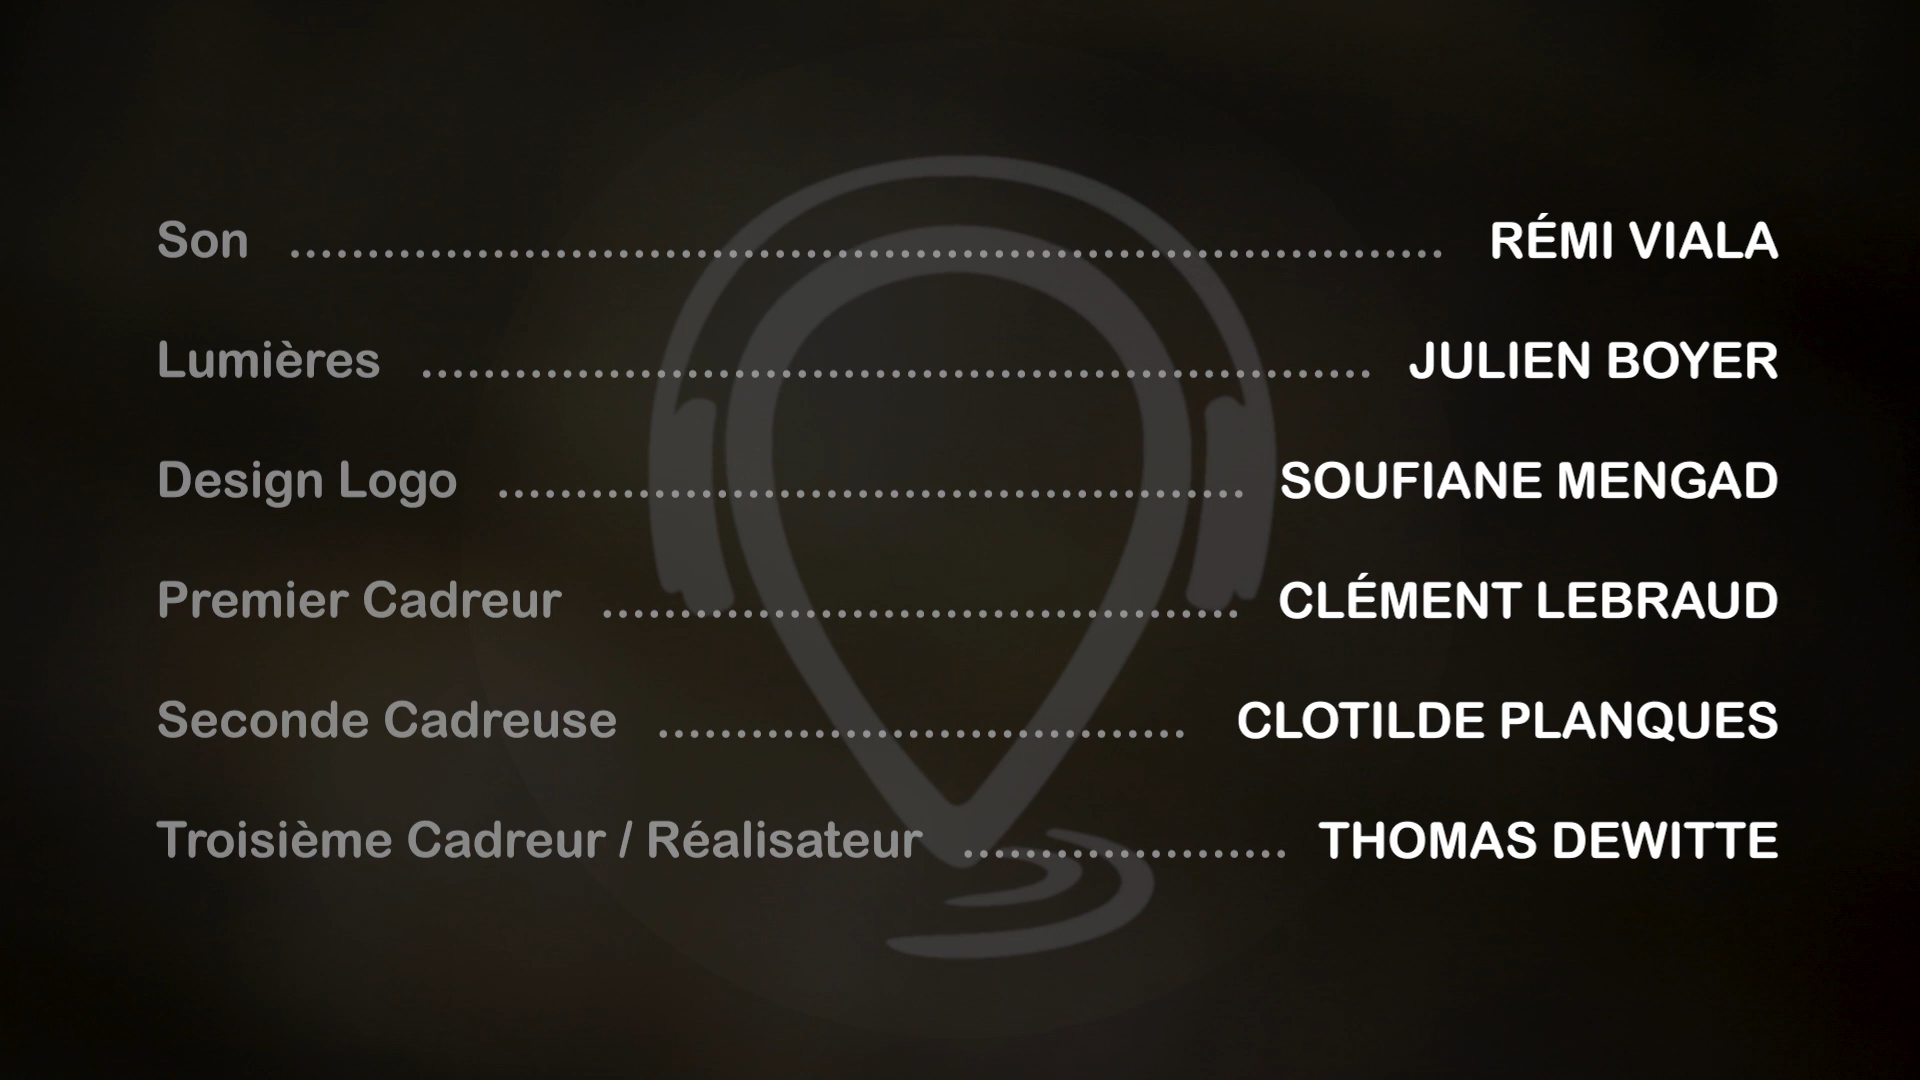 Son ........................................................................... RÉMI VIALA
Lumières .............................................................. JULIEN BOYER
Design Logo ................................................. SOUFIANE MENGAD
Premier Cadreur .......................................... CLÉMENT LEBRAUD
Seconde Cadreuse ................................... CLOTILDE PLANQUES
Troisième Cadreur / Réalisateur ..................... THOMAS DEWITTE